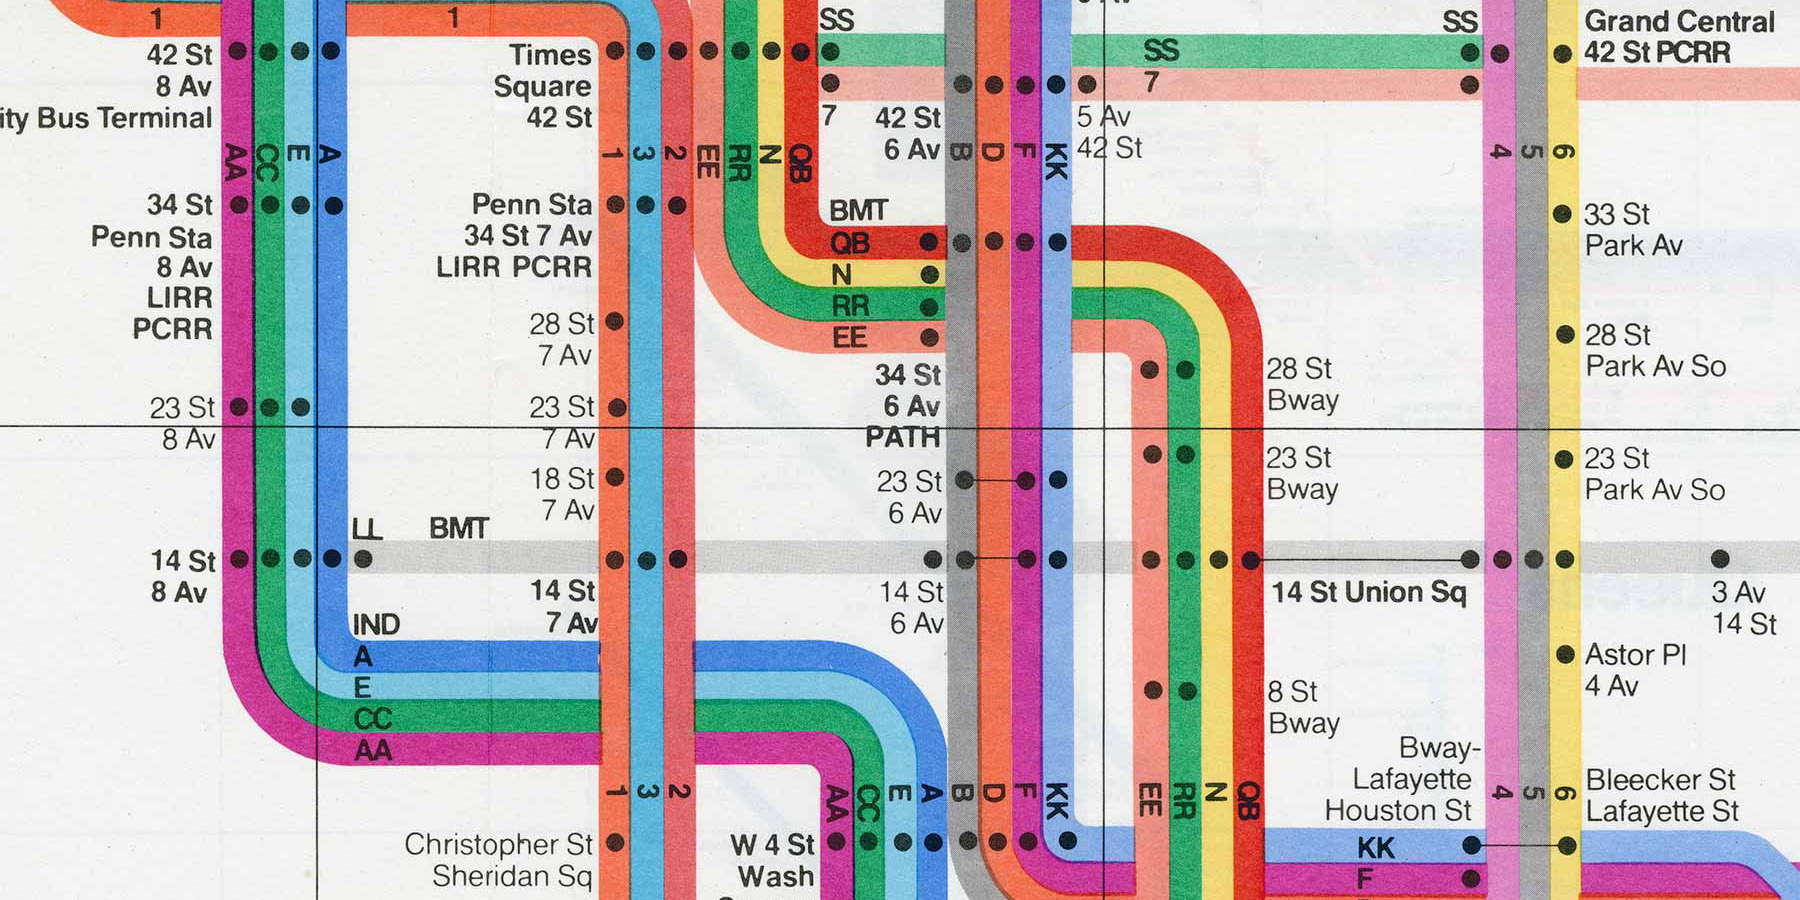 1
1
SS
SS
Grand Central
42 St PCRR
42 St
8 Av
ity Bus Terminal
Times
Square
42 St
SS
7
7
42 St
6 Av
5 Av
42 St
AA
CC
E
A
1
3
2
EE
RR
N
QB
B
D
F
KK
4
5
6
34 St
Penn Sta
8 Av
LIRR
PCRR
Penn Sta
34 St 7 Av
LIRR PCRR
BMT
QB
N
RR
EE
34 St
6 Av
PATH
33 St
Park Av
28 St
7 Av
28 St
Bway
28 St
Park Av So
23 St
8 Av
23 St
7 Av
18 St
7 Av
23 St
6 Av
23 St
Bway
23 St
Park Av So
LL
BMT
14 St
8 Av
14 St
7 Av
14 St
6 Av
14 St Union Sq
3 Av
14 St
IND
A
E
CC
AA
8 St
Bway
Astor Pl
4 Av
Bway-
Lafayette
Houston St
Bleecker St
Lafayette St
1
3
2
AA
CC
E
A
B
D
F
KK
EE
RR
N
QB
4
5
6
Christopher St
Sheridan Sq
W 4 St
Wash
KK
F